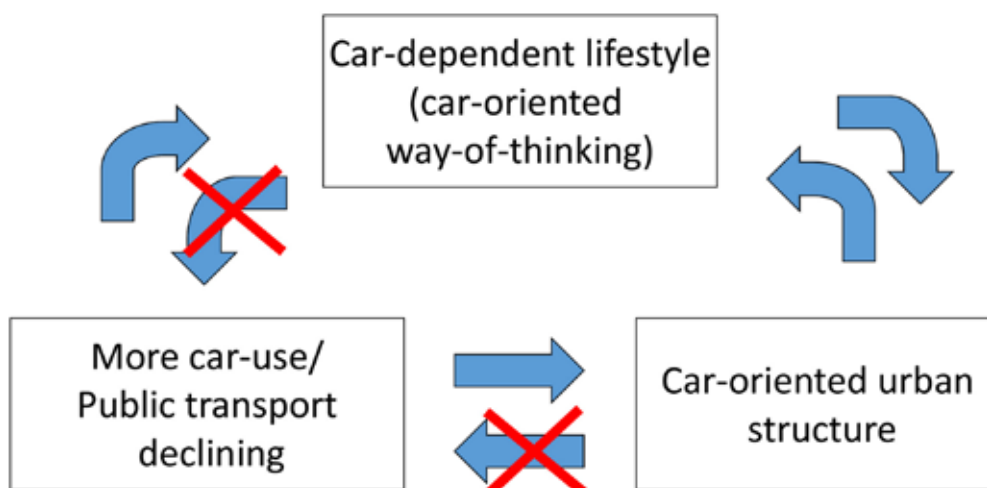 Car-dependent lifestyle
(car-oriented
way-of-thinking)
More car-use/
Public transport
declining
Car-oriented urban
structure